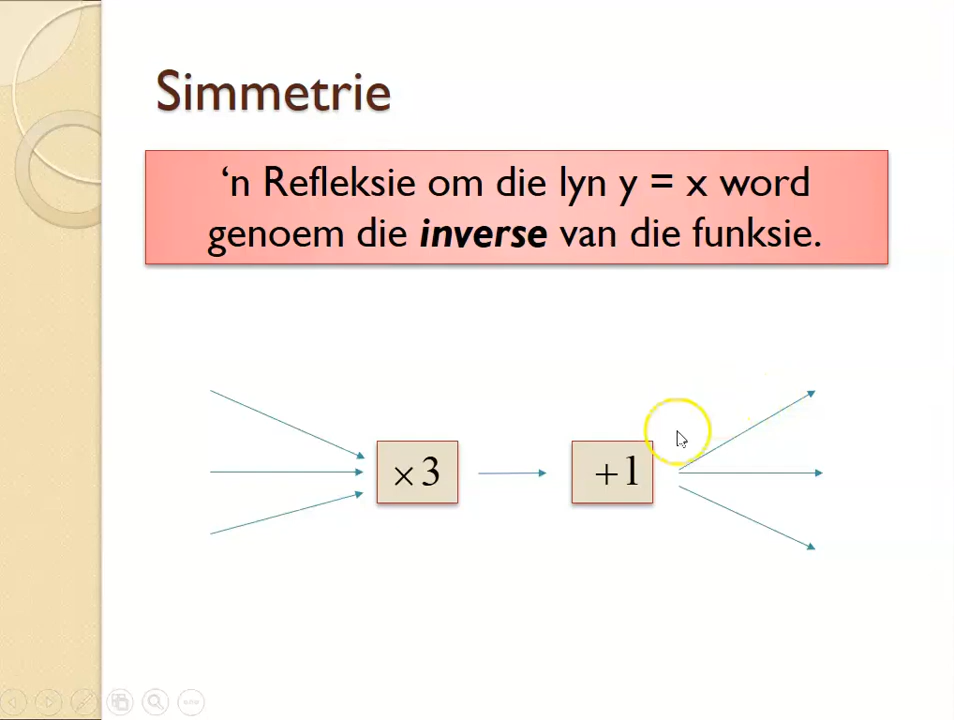 Simmetrie
‘n Refleksie om die lyn y = x word
genoem die inverse van die funksie.
×3
+1